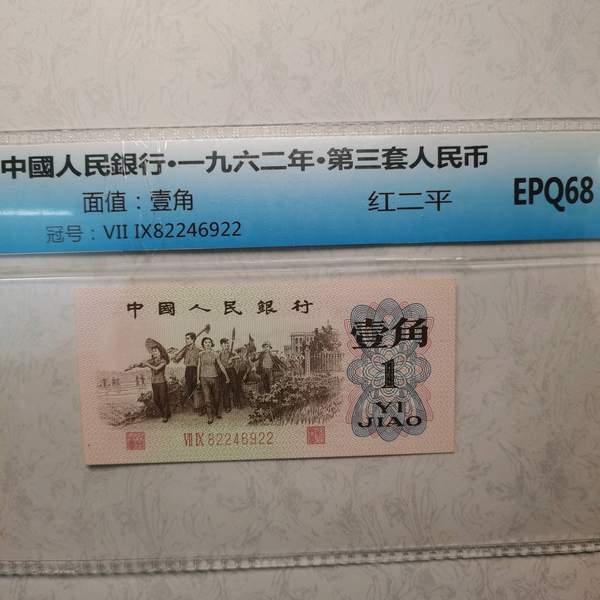 中國人民銀行·一九六二年·第三套人民币
面值：壹角 红二平 EPQ68
冠号：VII IX82246922
中國人民銀行
壹角
1
YI
JIAO
VII IX 82246922